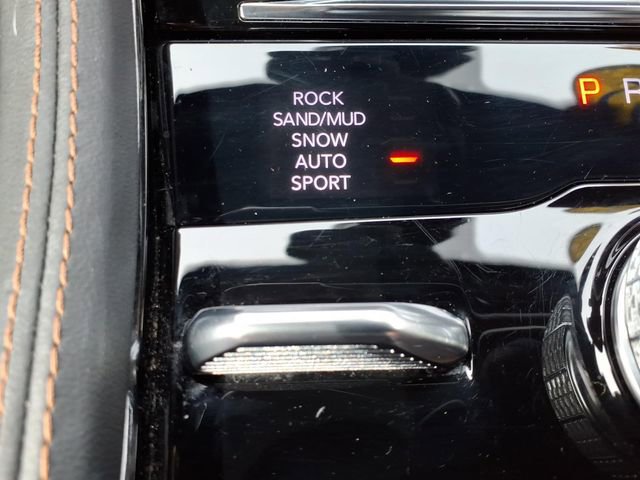 ROCK
SAND/MUD
SNOW
AUTO
SPORT
P R